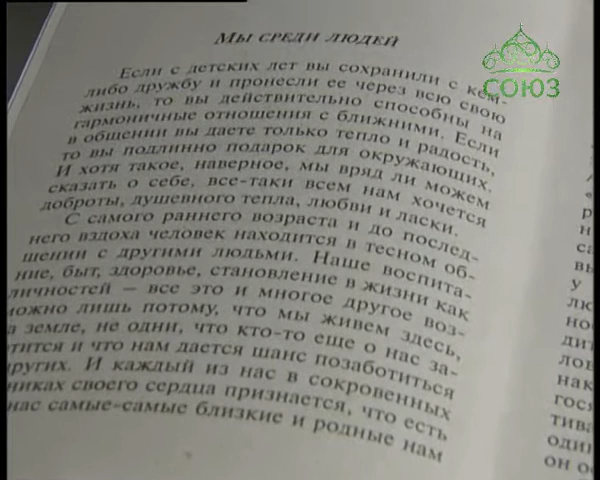 МЫ СРЕДИ ЛЮДЕЙ
СОЮЗ
Если с детских лет вы сохранили с кем-
либо дружбу и пронесли ее через всю свою
жизнь, то вы действительно способны на
гармоничные отношения с ближними. Если
в общении вы даете только тепло и радость,
то вы подлинно подарок для окружающих.
И хотя такое, наверное, мы вряд ли можем
сказать о себе, все-таки всем нам хочется
доброты, душевного тепла, любви и ласки.
С самого раннего возраста и до послед-
него вздоха человек находится в тесном об-
щении с другими людьми. Наше воспита-
ние, быт, здоровье, становление в жизни как
личностей – все это и многое другое воз-
можно лишь потому, что мы живем здесь,
а земле, не одни, что кто-то еще о нас за-
тится и что нам дается шанс позаботиться
ругих. И каждый из нас в сокровенных
никах своего сердца признается, что есть
нас самые-самые близкие и родные нам